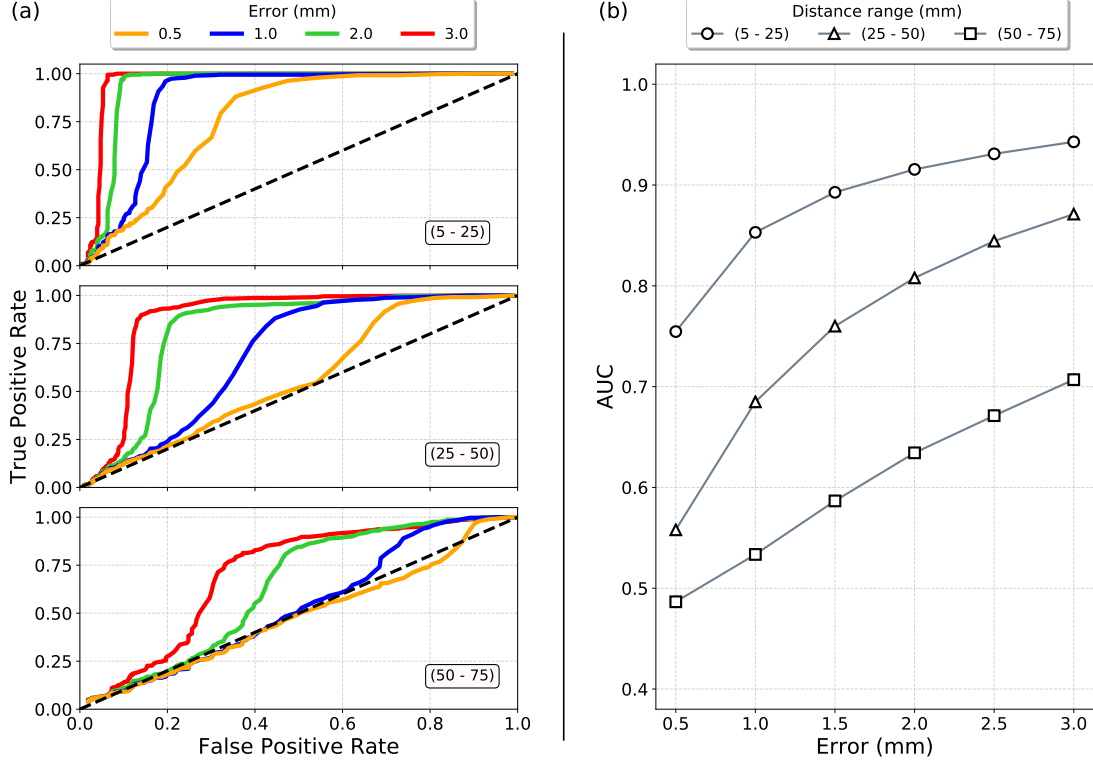 (a)
Error (mm)
0.5 1.0 2.0 3.0
1.00
0.75
0.50
0.25
0.00
(5 - 25)
1.00
0.75
0.50
0.25
0.00
(25 - 50)
1.00
0.75
0.50
0.25
0.00
(50 - 75)
0.0 0.2 0.4 0.6 0.8 1.0
True Positive Rate
False Positive Rate
(b)
Distance range (mm)
(5 - 25) (25 - 50) (50 - 75)
1.0
0.9
0.8
0.7
0.6
0.5
0.4
AUC
0.5 1.0 1.5 2.0 2.5 3.0
Error (mm)